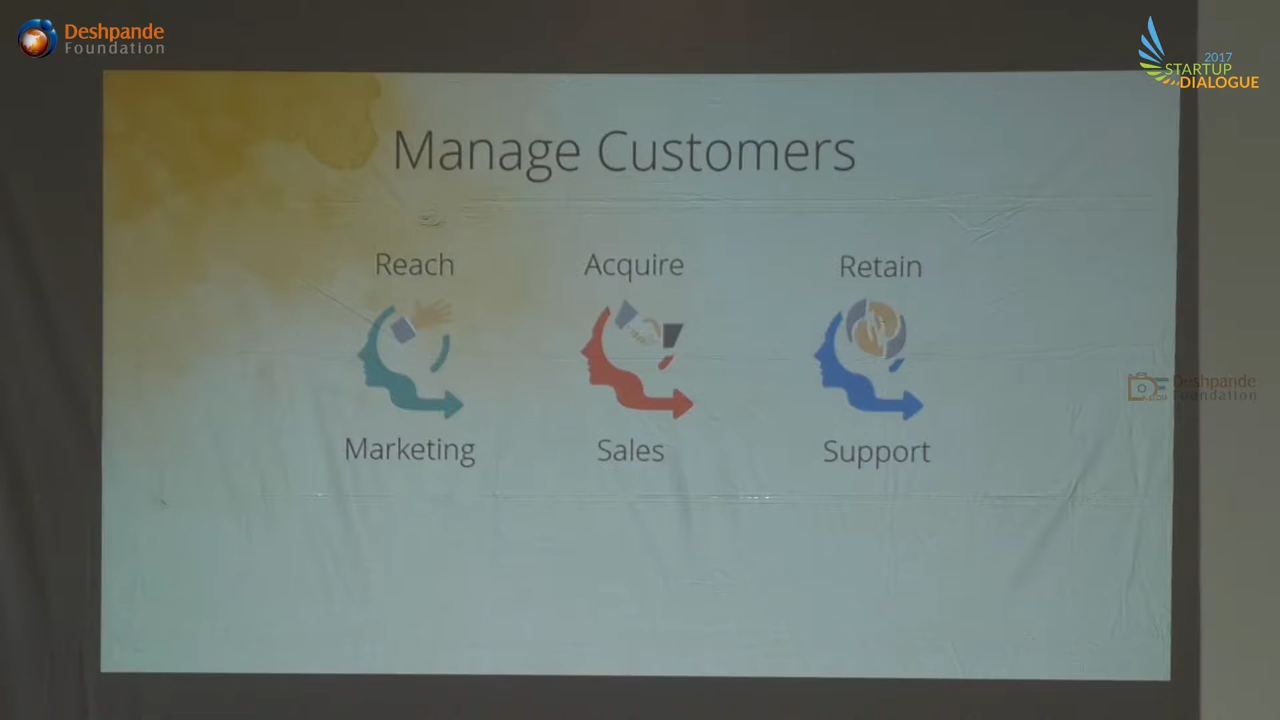 Deshpande
Foundation
2017
STARTUP
DIALOGUE
Manage Customers
Reach
Acquire
Retain
Marketing
Sales
Support
Deshpande
Foundation